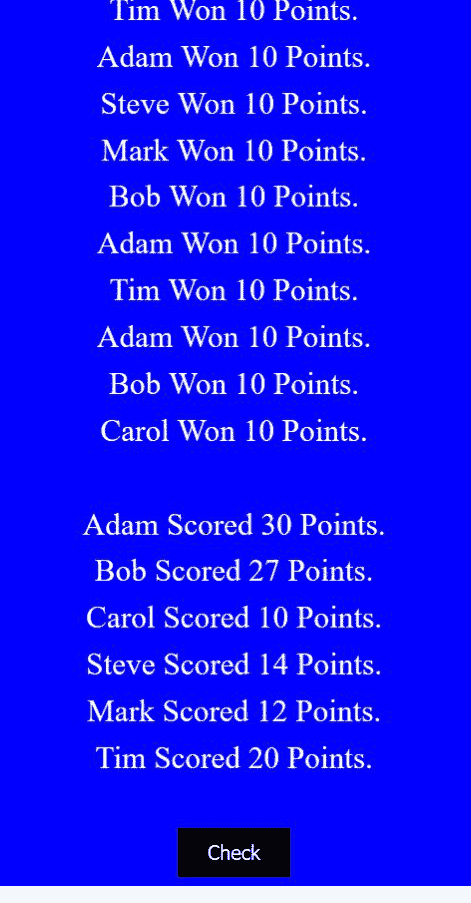 Tim Won 10 Points.
Adam Won 10 Points.
Steve Won 10 Points.
Mark Won 10 Points.
Bob Won 10 Points.
Adam Won 10 Points.
Tim Won 10 Points.
Adam Won 10 Points.
Bob Won 10 Points.
Carol Won 10 Points.
Adam Scored 30 Points.
Bob Scored 27 Points.
Carol Scored 10 Points.
Steve Scored 14 Points.
Mark Scored 12 Points.
Tim Scored 20 Points.
Check